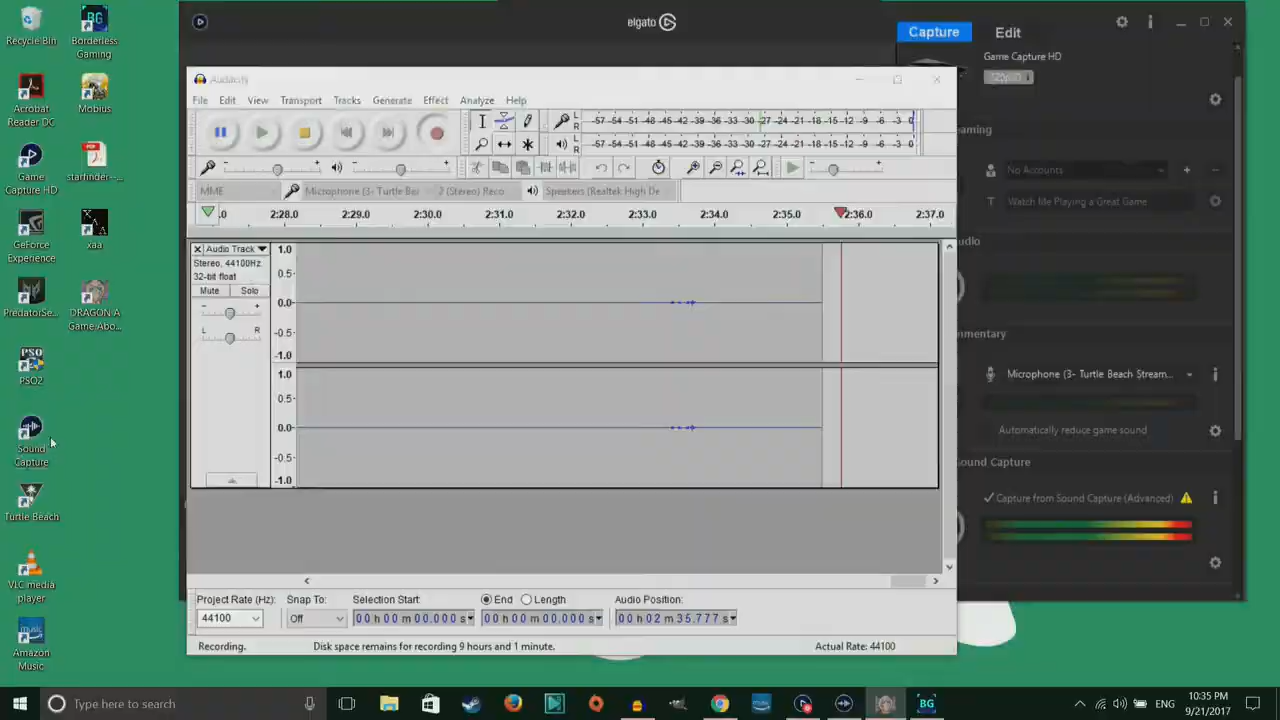 Recycle Bin
Borderless
Gaming
Acrobat
Reader DC
Mobius
Game
Capture HD
starfinder--...
GeForce
Experience
xaa
PredatorSe...
DRAGON A
Game Abo...
PSO2
Sound
Capture
Turtle Beach
VLC media
player
Amazon
Music
elgato
Capture
Edit
Game Capture HD
No Accounts
Watch Me Playing a Great Game
Microphone (3- Turtle Beach Stream...
Automatically reduce game sound
ound Capture
Capture from Sound Capture (Advanced)
Audacity
File Edit View Transport Tracks Generate Effect Analyze Help
L -57 -54 -51 -48 -45 -42 -39 -36 -33 -30 -27 -24 -21 -18 -15 -12 -9 -6 -3 0
R
L -57 -54 -51 -48 -45 -42 -39 -36 -33 -30 -27 -24 -21 -18 -15 -12 -9 -6 -3 0
R
MME
Microphone (3- Turtle Be
2 (Stereo) Reco
Speakers (Realtek High De
.0 2:28.0 2:29.0 2:30.0 2:31.0 2:32.0 2:33.0 2:34.0 2:35.0 2:36.0 2:37.0
Audio Track
Stereo, 44100Hz
32-bit float
Mute Solo
- +
L R
1.0
0.5-
0.0-
-0.5-
-1.0
1.0
0.5-
0.0-
-0.5-
-1.0
Project Rate (Hz):
Snap To:
Selection Start:
End
Length
Audio Position:
44100
Off
00 h 00 m 00.000 s
00 h 00 m 00.000 s
00 h 02 m 35.777 s
Recording.
Disk space remains for recording 9 hours and 1 minute.
Actual Rate: 44100
Type here to search
ENG
10:35 PM
9/21/2017